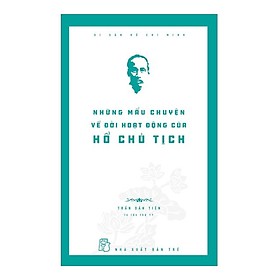 DI SẢN HỒ CHÍ MINH
NHỮNG MẨU CHUYỆN
VỀ ĐỜI HOẠT ĐỘNG CỦA
HỒ CHỦ TỊCH
TRẦN DÂN TIÊN
NHÀ XUẤT BẢN TRẺ